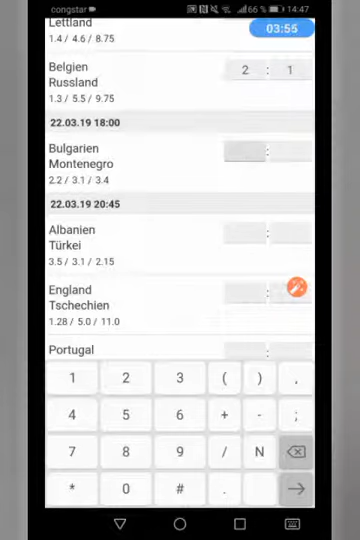 congstar
66 %
14:47
Lettland
1.4 / 4.6 / 8.75
03:55
Belgien
Russland
2 : 1
1.3 / 5.5 / 9.75
22.03.19 18:00
Bulgarien
Montenegro
:
2.2 / 3.1 / 3.4
22.03.19 20:45
Albanien
Türkei
:
3.5 / 3.1 / 2.15
England
Tschechien
:
1.28 / 5.0 / 11.0
Portugal
:
1 2 3 ( ) ,
4 5 6 + - ;
7 8 9 / N
* 0 # .